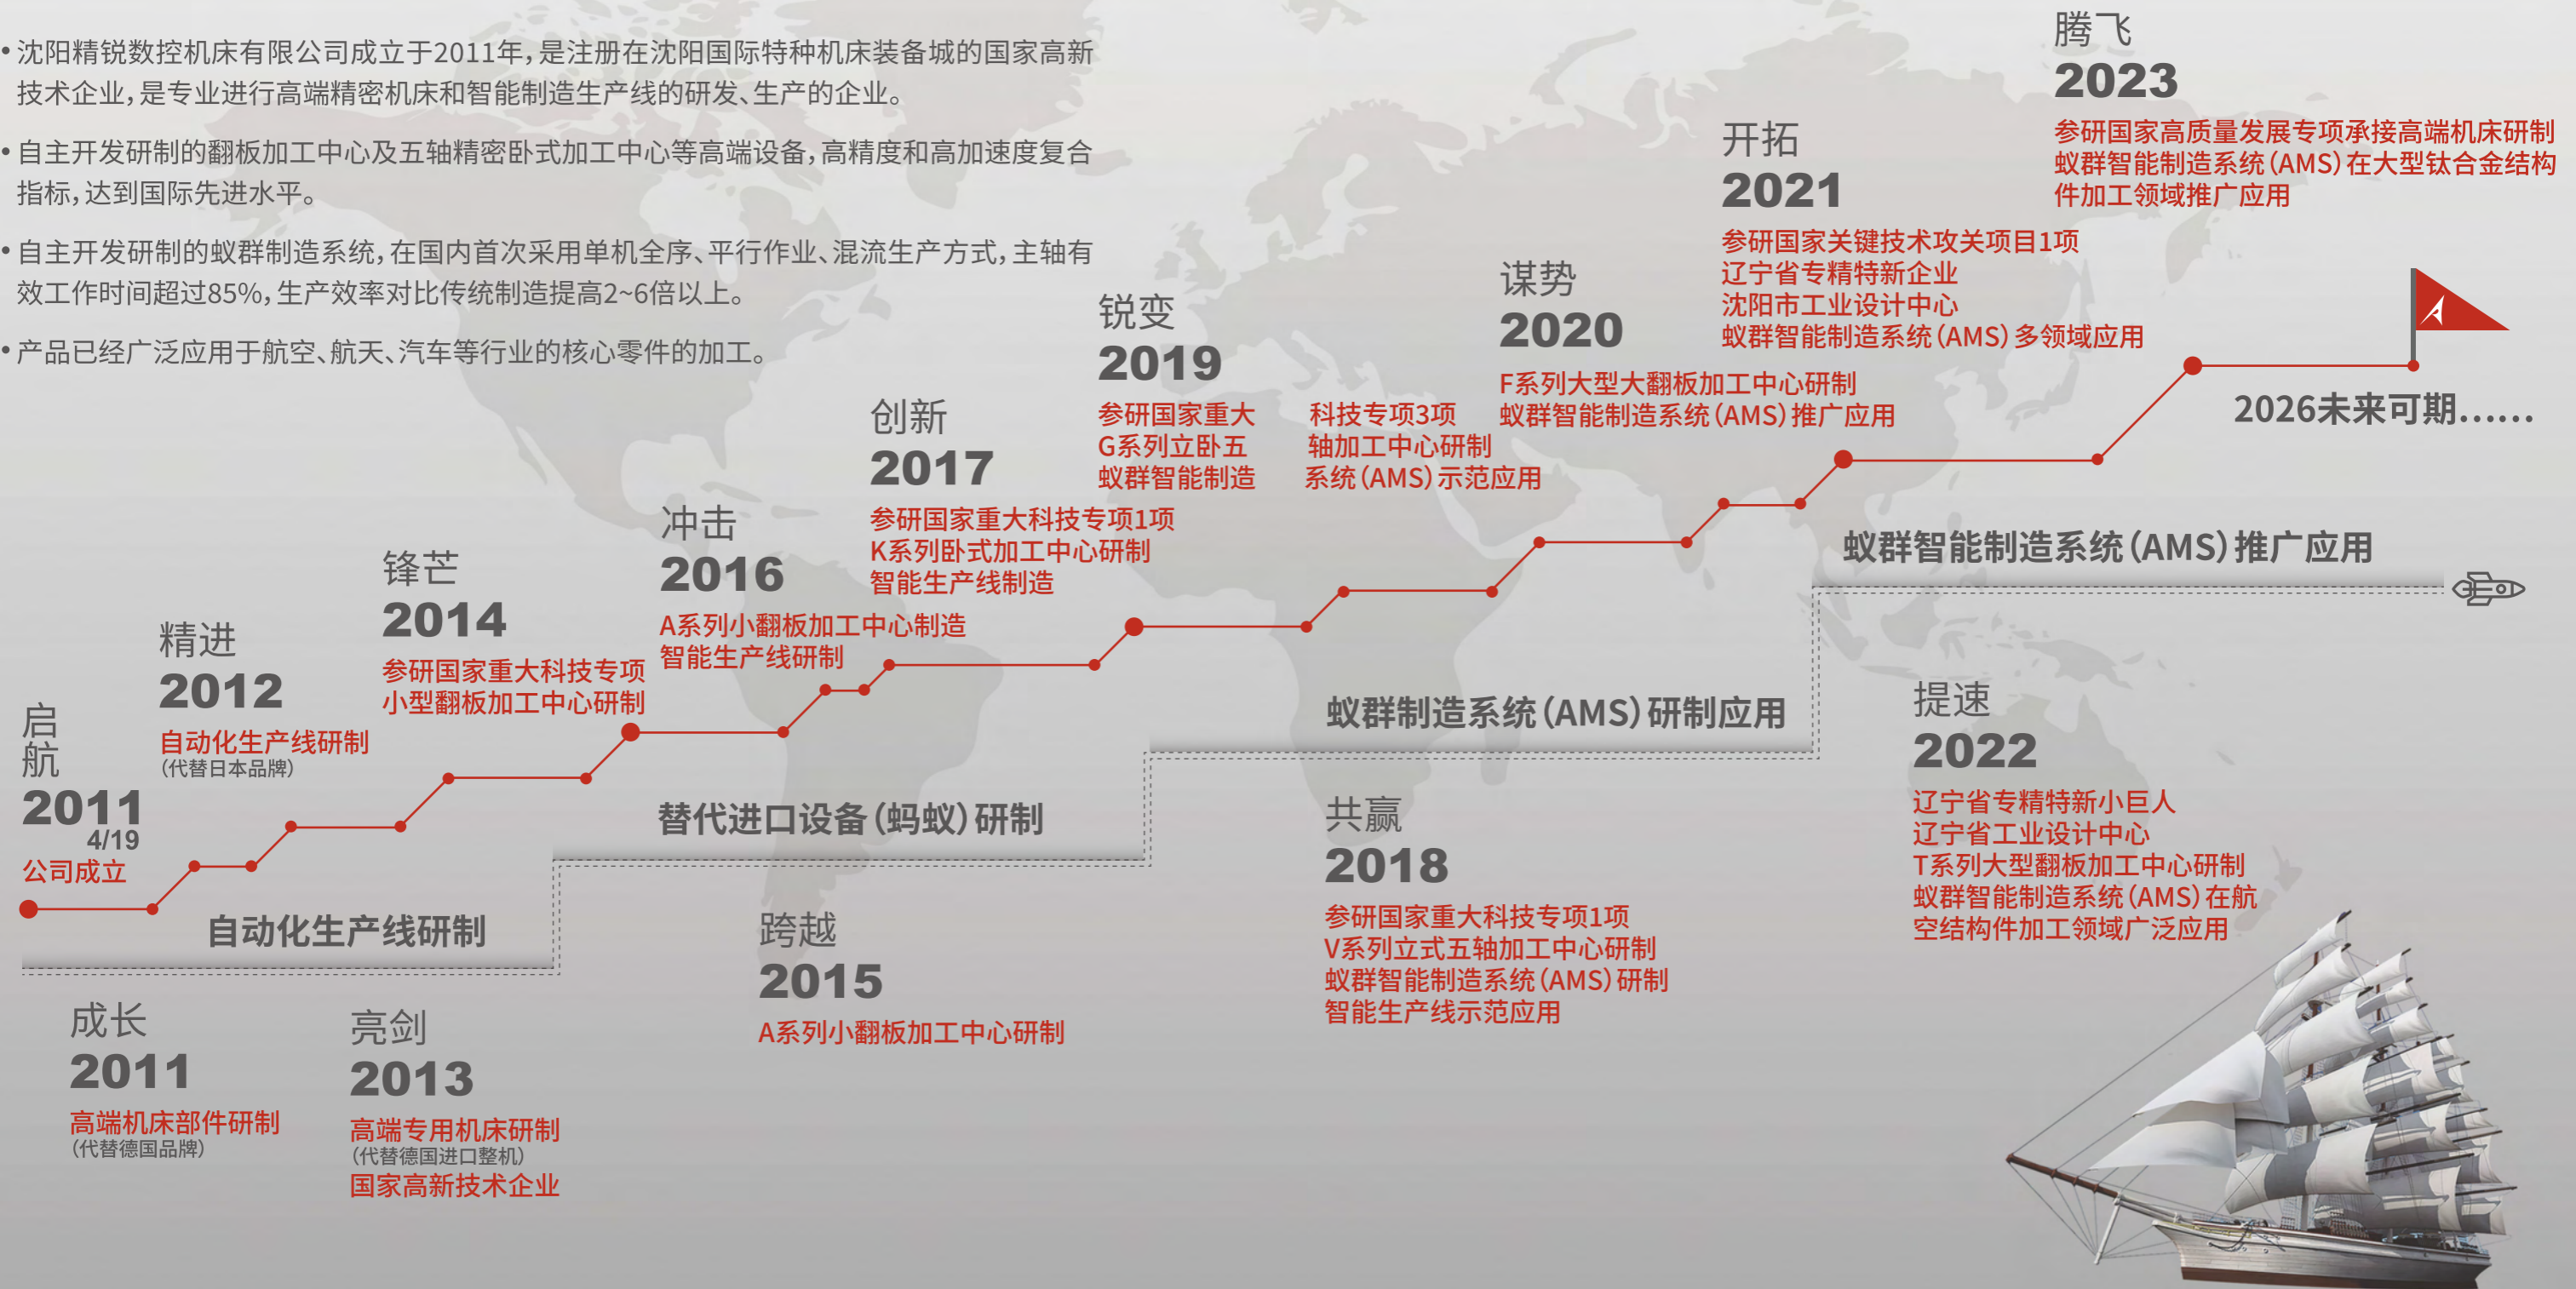 • 沈阳精锐数控机床有限公司成立于2011年，是注册在沈阳国际特种机床装备城的国家高新
技术企业，是专业进行高端精密机床和智能制造生产线的研发、生产的企业。
• 自主开发研制的翻板加工中心及五轴精密卧式加工中心等高端设备，高精度和高加速度复合
指标，达到国际先进水平。
• 自主开发研制的蚁群制造系统，在国内首次采用单机全序、平行作业、混流生产方式，主轴有
效工作时间超过85%，生产效率对比传统制造提高2~6倍以上。
• 产品已经广泛应用于航空、航天、汽车等行业的核心零件的加工。
启
航
2011
4/19
公司成立
成长
2011
高端机床部件研制
（代替德国品牌）
精进
2012
自动化生产线研制
（代替日本品牌）
自动化生产线研制
亮剑
2013
高端专用机床研制
（代替德国进口整机）
国家高新技术企业
锋芒
2014
参研国家重大科技专项
小型翻板加工中心研制
跨越
2015
A系列小翻板加工中心研制
冲击
2016
A系列小翻板加工中心制造
智能生产线研制
替代进口设备（蚂蚁）研制
创新
2017
参研国家重大科技专项1项
K系列卧式加工中心研制
智能生产线制造
共赢
2018
参研国家重大科技专项1项
V系列立式五轴加工中心研制
蚁群智能制造系统（AMS）研制
智能生产线示范应用
锐变
2019
参研国家重大 科技专项3项
G系列立卧五 轴加工中心研制
蚁群智能制造 系统（AMS）示范应用
蚁群制造系统（AMS）研制应用
谋势
2020
F系列大型大翻板加工中心研制
蚁群智能制造系统（AMS）推广应用
开拓
2021
参研国家关键技术攻关项目1项
辽宁省专精特新企业
沈阳市工业设计中心
蚁群智能制造系统（AMS）多领域应用
提速
2022
辽宁省专精特新小巨人
辽宁省工业设计中心
T系列大型翻板加工中心研制
蚁群智能制造系统（AMS）在航
空结构件加工领域广泛应用
腾飞
2023
参研国家高质量发展专项承接高端机床研制
蚁群智能制造系统（AMS）在大型钛合金结构
件加工领域推广应用
2026未来可期……
蚁群智能制造系统（AMS）推广应用